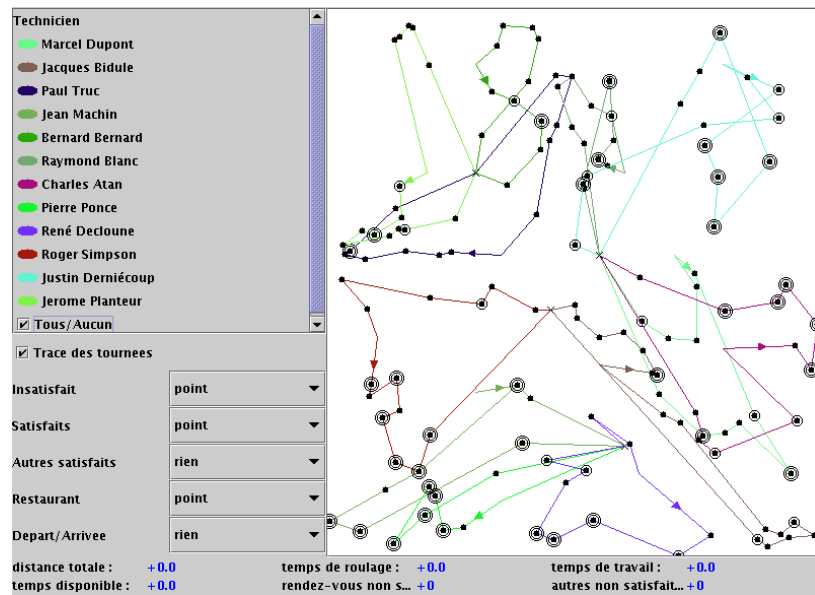 Technicien
Marcel Dupont
Jacques Bidule
Paul Truc
Jean Machin
Bernard Bernard
Raymond Blanc
Charles Atan
Pierre Ponce
René Decloune
Roger Simpson
Justin Derniécoup
Jerome Planteur
Tous/Aucun
Trace des tournees
Insatisfait point
Satisfaits point
Autres satisfaits rien
Restaurant point
Depart/Arrivee rien
distance totale : +0.0 temps de roulage : +0.0 temps de travail : +0.0
temps disponible : +0.0 rendez-vous non s... +0 autres non satisfait... +0